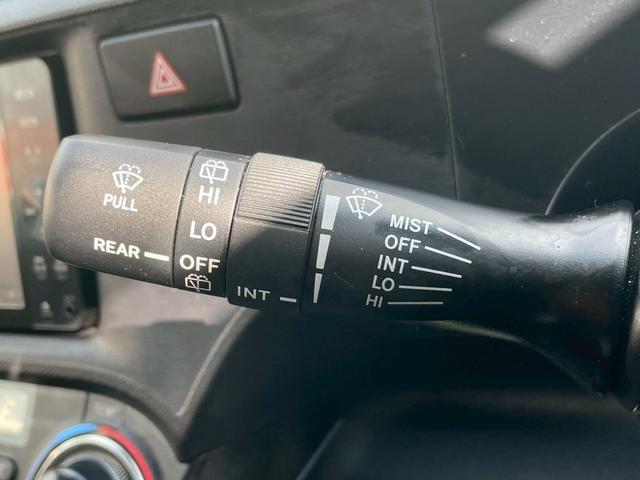 PULL
REAR
HI
LO
OFF
INT
MIST
OFF
INT
LO
HI